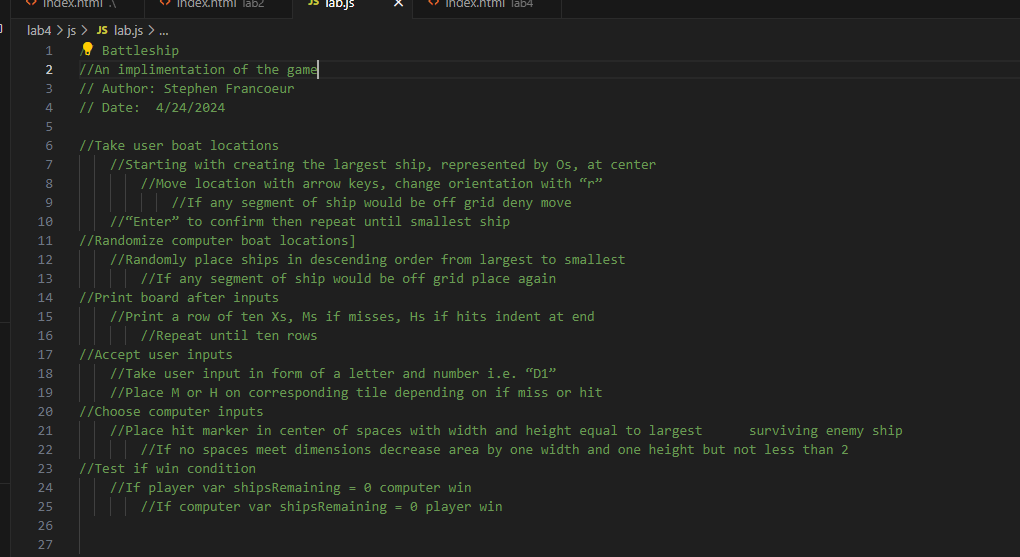 index.html .\ index.html lab2 JS lab.js × index.html lab4
lab4 > js > JS lab.js > ...
1 / Battleship
2 //An implimentation of the game
3 // Author: Stephen Francoeur
4 // Date: 4/24/2024
5
6 //Take user boat locations
7 //Starting with creating the largest ship, represented by Os, at center
8 //Move location with arrow keys, change orientation with “r”
9 //If any segment of ship would be off grid deny move
10 //“Enter” to confirm then repeat until smallest ship
11 //Randomize computer boat locations]
12 //Randomly place ships in descending order from largest to smallest
13 //If any segment of ship would be off grid place again
14 //Print board after inputs
15 //Print a row of ten Xs, Ms if misses, Hs if hits indent at end
16 //Repeat until ten rows
17 //Accept user inputs
18 //Take user input in form of a letter and number i.e. “D1”
19 //Place M or H on corresponding tile depending on if miss or hit
20 //Choose computer inputs
21 //Place hit marker in center of spaces with width and height equal to largest surviving enemy ship
22 //If no spaces meet dimensions decrease area by one width and one height but not less than 2
23 //Test if win condition
24 //If player var shipsRemaining = 0 computer win
25 //If computer var shipsRemaining = 0 player win
26
27